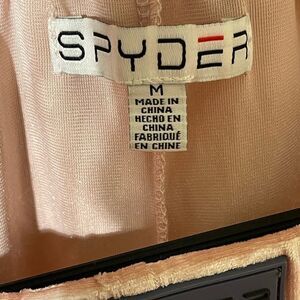 SPYDER
M
MADE IN
CHINA
HECHO EN
CHINA
FABRIQUÉ
EN CHINE